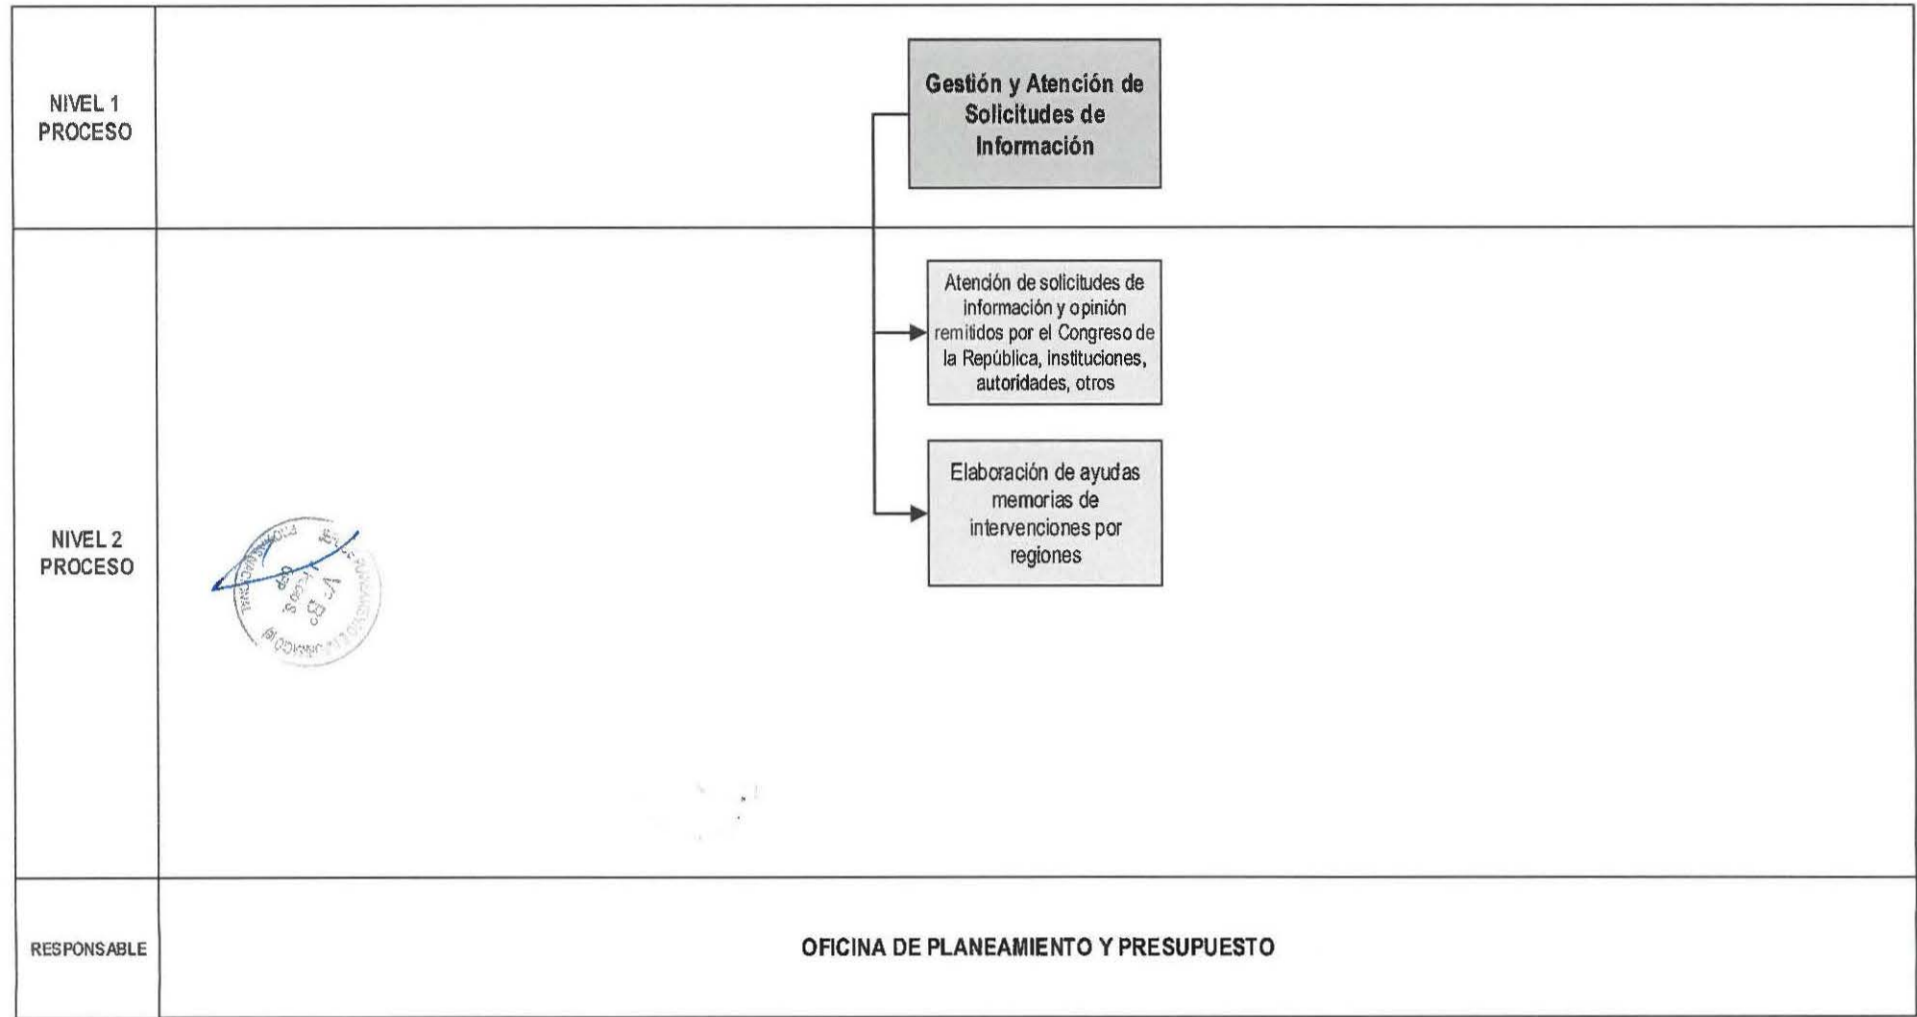 NIVEL 1
PROCESO
Gestión y Atención de
Solicitudes de
Información
NIVEL 2
PROCESO
Atención de solicitudes de
información y opinión
remitidos por el Congreso de
la República, instituciones,
autoridades, otros
Elaboración de ayudas
memorias de
intervenciones por
regiones
V° B°
RESPONSABLE
OFICINA DE PLANEAMIENTO Y PRESUPUESTO